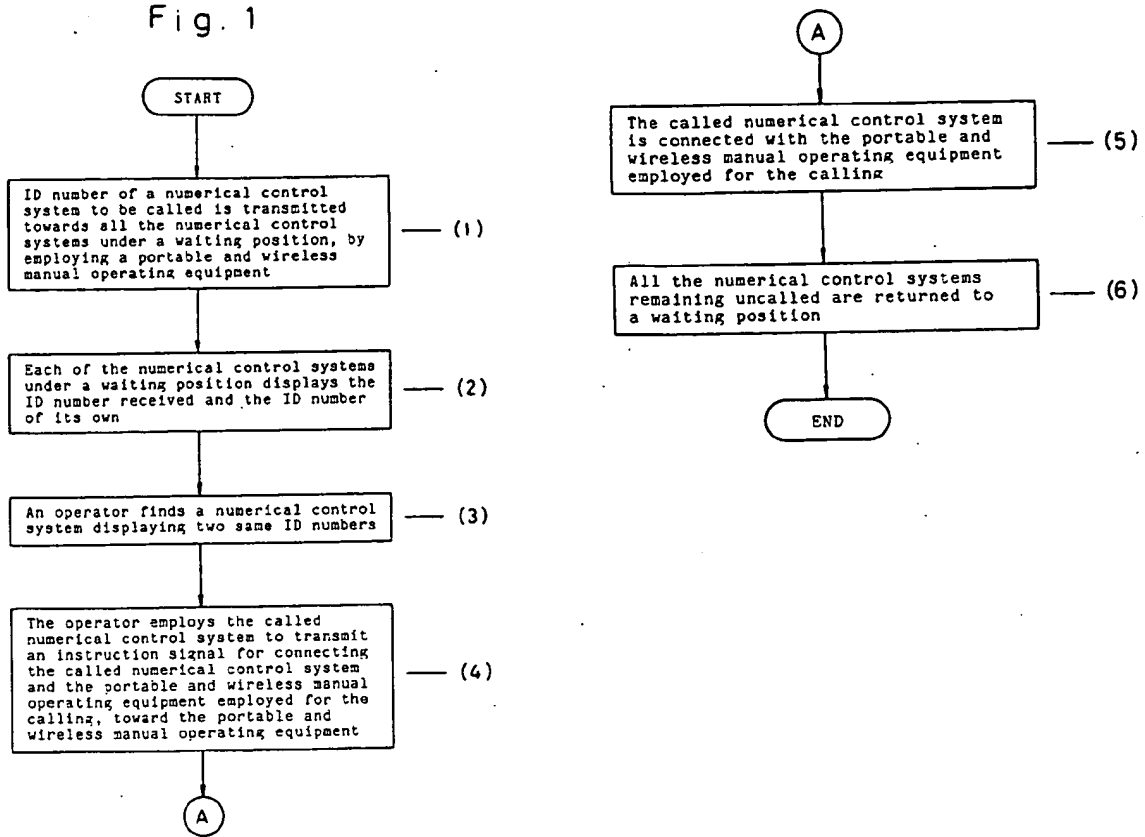 Fig. 1
START
ID number of a numerical control
system to be called is transmitted
towards all the numerical control
systems under a waiting position, by
employing a portable and wireless
manual operating equipment
(1)
Each of the numerical control systems
under a waiting position displays the
ID number received and the ID number
of its own
(2)
An operator finds a numerical control
system displaying two same ID numbers
(3)
The operator employs the called
numerical control system to transmit
an instruction signal for connecting
the called numerical control system
and the portable and wireless manual
operating equipment employed for the
calling, toward the portable and
wireless manual operating equipment
(4)
A
A
The called numerical control system
is connected with the portable and
wireless manual operating equipment
employed for the calling
(5)
All the numerical control systems
remaining uncalled are returned to
a waiting position
(6)
END